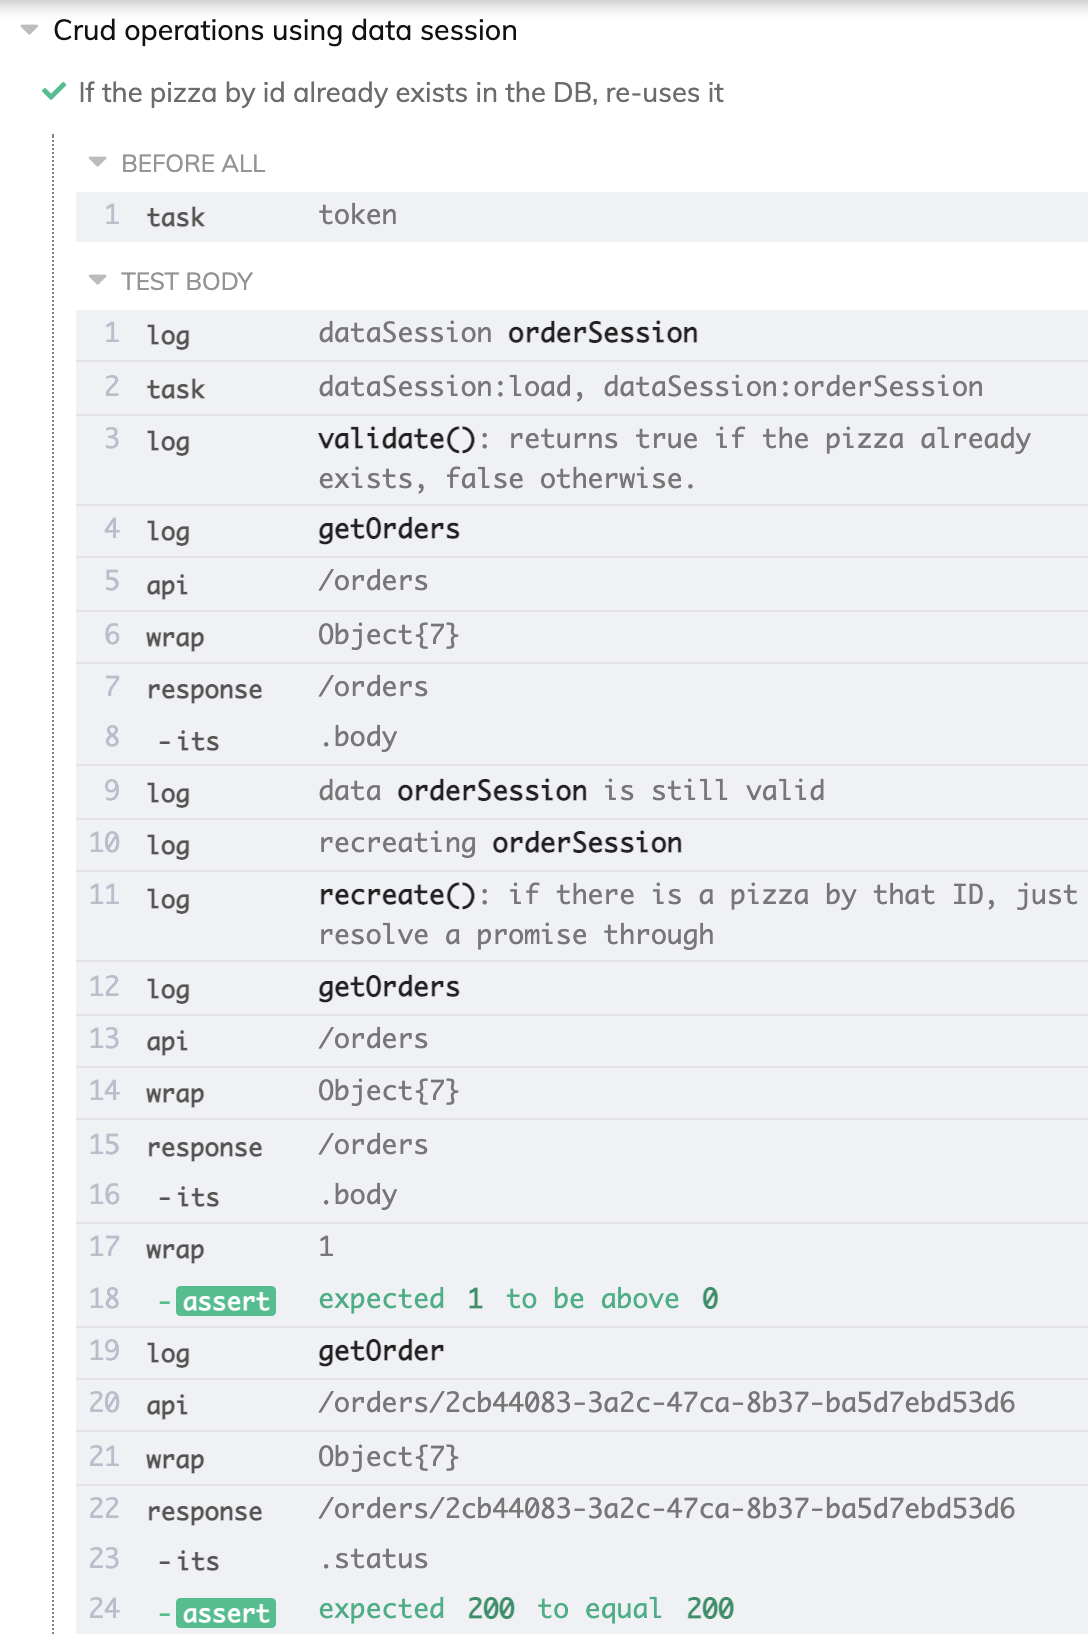 Crud operations using data session
If the pizza by id already exists in the DB, re-uses it
BEFORE ALL
1 task token
TEST BODY
1 log dataSession orderSession
2 task dataSession:load, dataSession:orderSession
3 log validate(): returns true if the pizza already
exists, false otherwise.
4 log getOrders
5 api /orders
6 wrap Object{7}
7 response /orders
8 -its .body
9 log data orderSession is still valid
10 log recreating orderSession
11 log recreate(): if there is a pizza by that ID, just
resolve a promise through
12 log getOrders
13 api /orders
14 wrap Object{7}
15 response /orders
16 -its .body
17 wrap 1
18 -assert expected 1 to be above 0
19 log getOrder
20 api /orders/2cb44083-3a2c-47ca-8b37-ba5d7ebd53d6
21 wrap Object{7}
22 response /orders/2cb44083-3a2c-47ca-8b37-ba5d7ebd53d6
23 -its .status
24 -assert expected 200 to equal 200